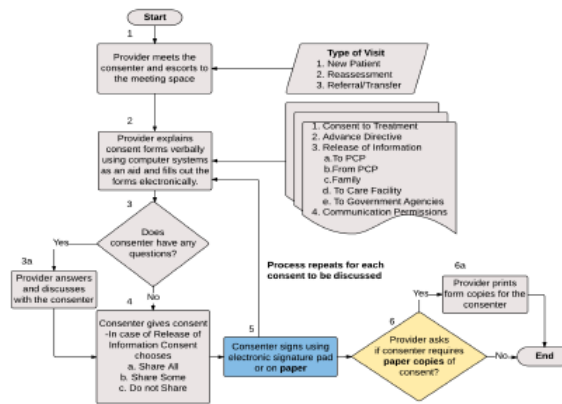 Start
1
Provider meets the
consenter and escorts to
the meeting space
Type of Visit
1. New Patient
2. Reassessment
3. Referral/Transfer
2
Provider explains
consent forms verbally
using computer systems
as an aid and fills out the
forms electronically.
1. Consent to Treatment
2. Advance Directive
3. Release of Information
a.To PCP
b.From PCP
c.Family
d. To Care Facility
e. To Government Agencies
4. Communication Permissions
3
Does
consenter have any
questions?
Yes
3a
Provider answers
and discusses
with the consenter
No
4
Consenter gives consent
-In case of Release of
Information Consent
chooses
a. Share All
b. Share Some
c. Do not Share
Process repeats for each
consent to be discussed
5
Consenter signs using
electronic signature pad
or on paper
6
Provider asks
if consenter requires
paper copies of
consent?
Yes
6a
Provider prints
form copies for the
consenter
No
End